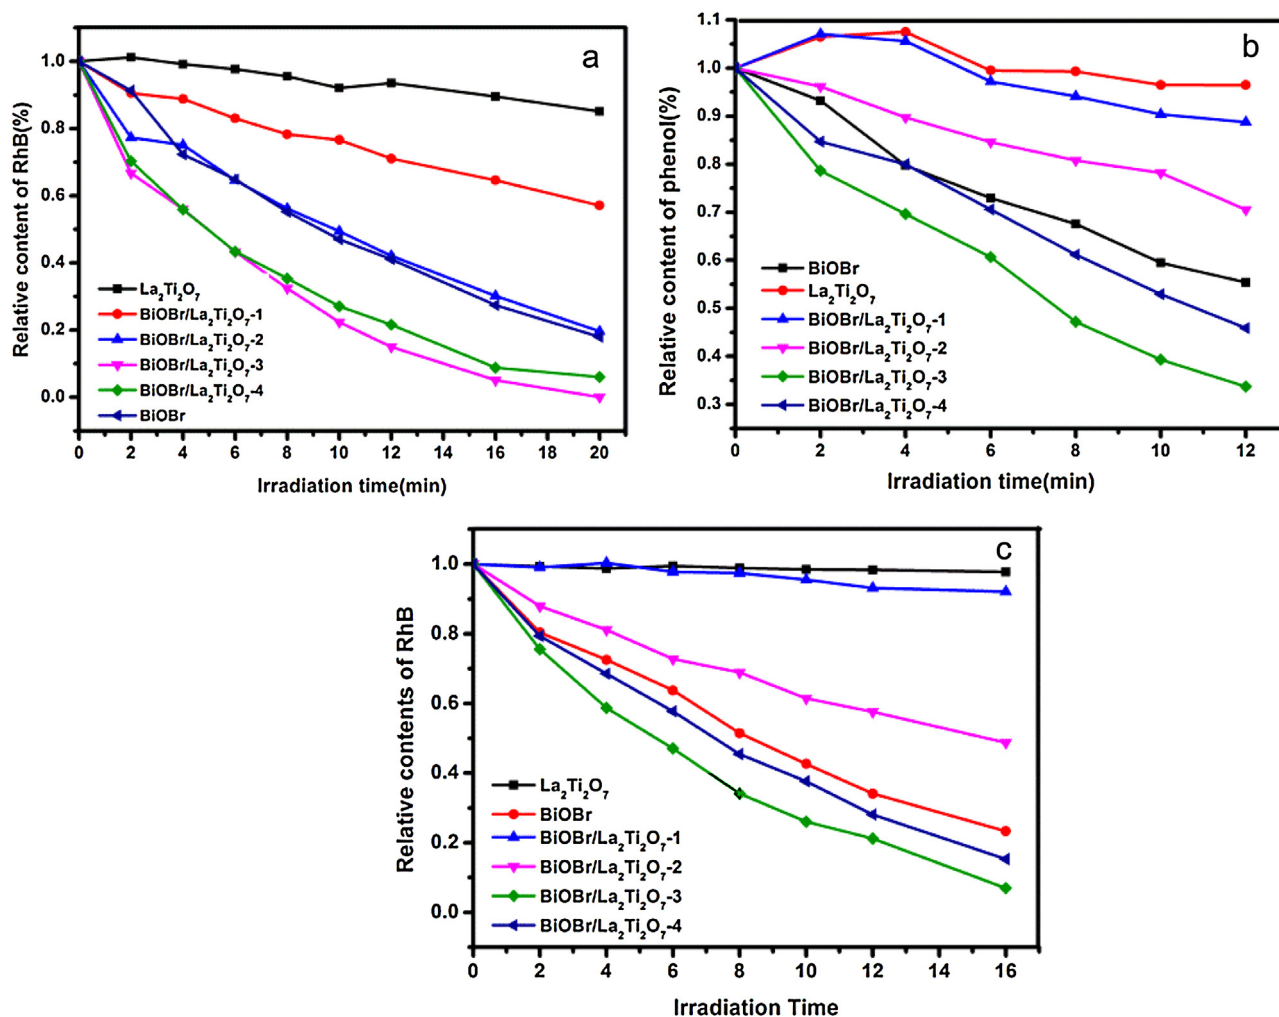 a
Relative content of RhB(%)
1.0
0.8
0.6
0.4
0.2
0.0
La₂Ti₂O₇
BiOBr/La₂Ti₂O₇-1
BiOBr/La₂Ti₂O₇-2
BiOBr/La₂Ti₂O₇-3
BiOBr/La₂Ti₂O₇-4
BiOBr
0 2 4 6 8 10 12 14 16 18 20
Irradiation time(min)
b
Relative content of phenol(%)
1.1
1.0
0.9
0.8
0.7
0.6
0.5
0.4
0.3
BiOBr
La₂Ti₂O₇
BiOBr/La₂Ti₂O₇-1
BiOBr/La₂Ti₂O₇-2
BiOBr/La₂Ti₂O₇-3
BiOBr/La₂Ti₂O₇-4
0 2 4 6 8 10 12
Irradiation time(min)
c
Relative contents of RhB
1.0
0.8
0.6
0.4
0.2
0.0
La₂Ti₂O₇
BiOBr
BiOBr/La₂Ti₂O₇-1
BiOBr/La₂Ti₂O₇-2
BiOBr/La₂Ti₂O₇-3
BiOBr/La₂Ti₂O₇-4
0 2 4 6 8 10 12 14 16
Irradiation Time